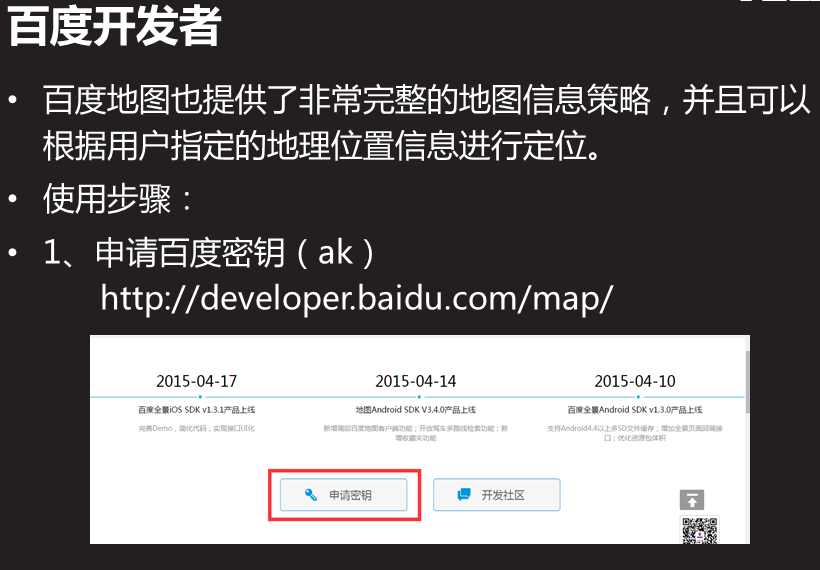 百度开发者
• 百度地图也提供了非常完整的地图信息策略，并且可以
根据用户指定的地理位置信息进行定位。
• 使用步骤：
• 1、申请百度密钥（ak）
http://developer.baidu.com/map/
2015-04-17 2015-04-14 2015-04-10
百度全景iOS SDK v1.3.1产品上线 地图Android SDK V3.4.0产品上线 百度全景Android SDK v1.3.0产品上线
完善Demo，简化代码，实现接口UI化 新增调启百度地图客户端功能；开放驾车多路线检索功能；新 支持Android4.4以上多SD文件缓存；增加全景页面回调接
增收藏夹功能 口；优化资源包体积
申请密钥 开发社区